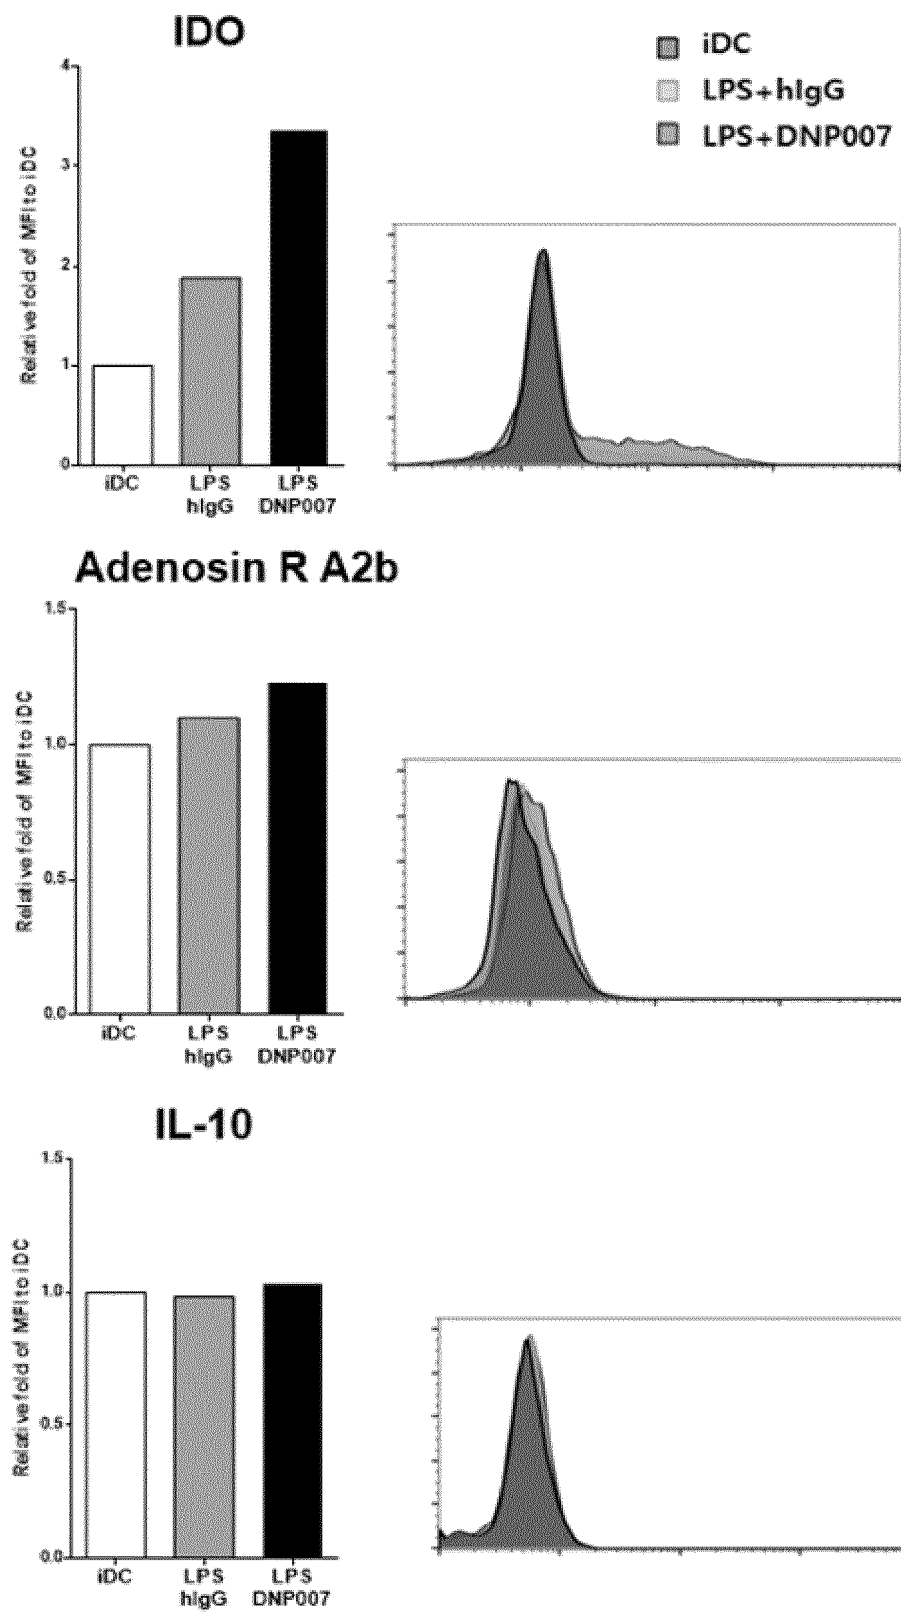 IDO
iDC
LPS+hIgG
LPS+DNP007
Relative fold of MFI to iDC
4
3
2
1
0
iDC
LPS
hIgG
LPS
DNP007
Adenosin R A2b
Relative fold of MFI to iDC
1.5
1.0
0.5
0.0
iDC
LPS
hIgG
LPS
DNP007
IL-10
Relative fold of MFI to iDC
1.5
1.0
0.5
0.0
iDC
LPS
hIgG
LPS
DNP007